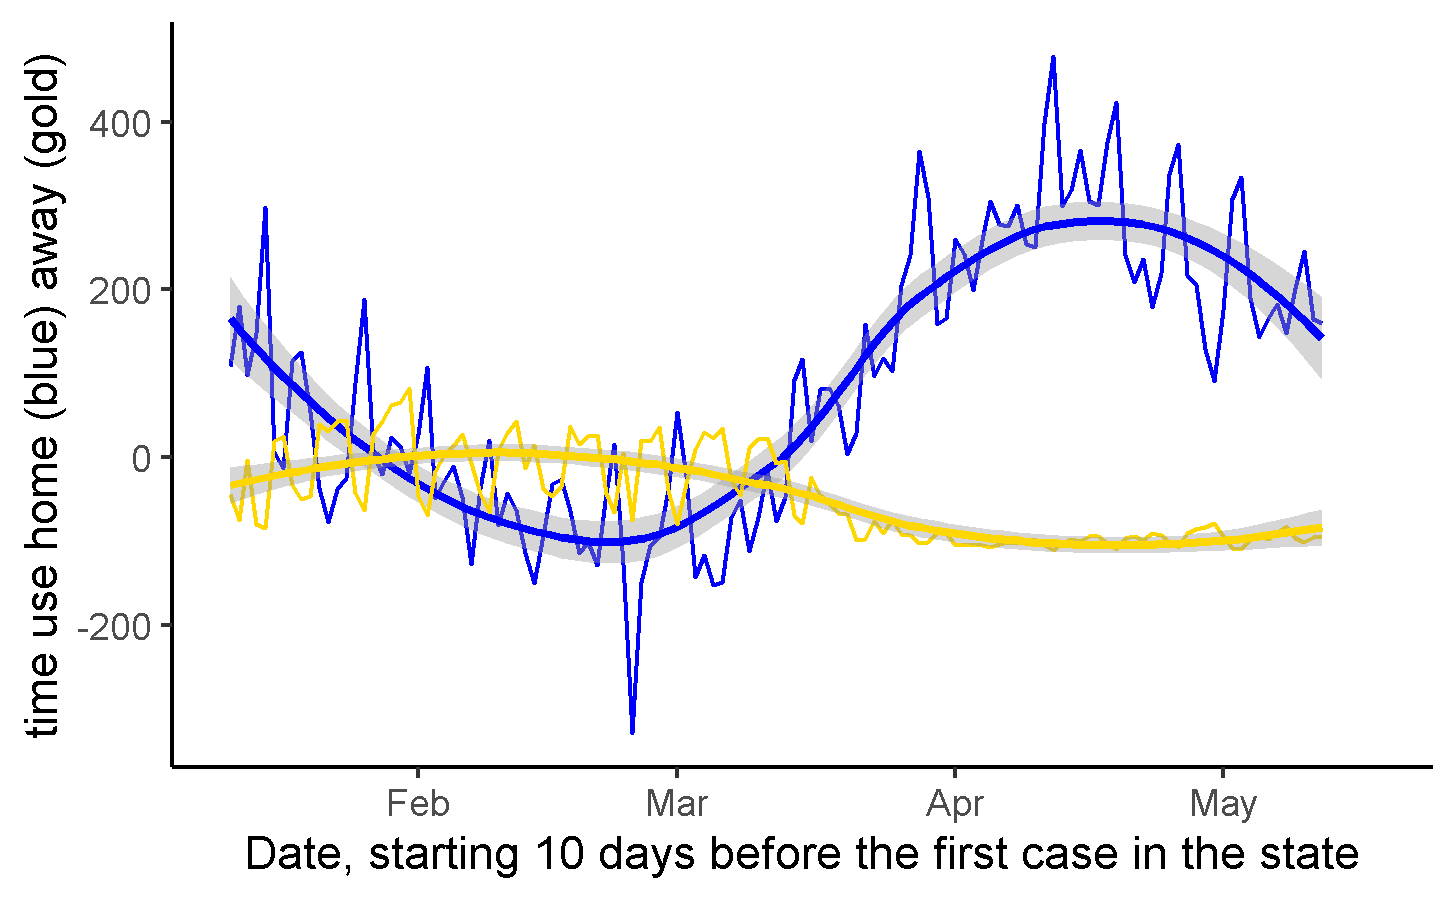 time use home (blue) away (gold)
400
200
0
-200
Feb Mar Apr May
Date, starting 10 days before the first case in the state